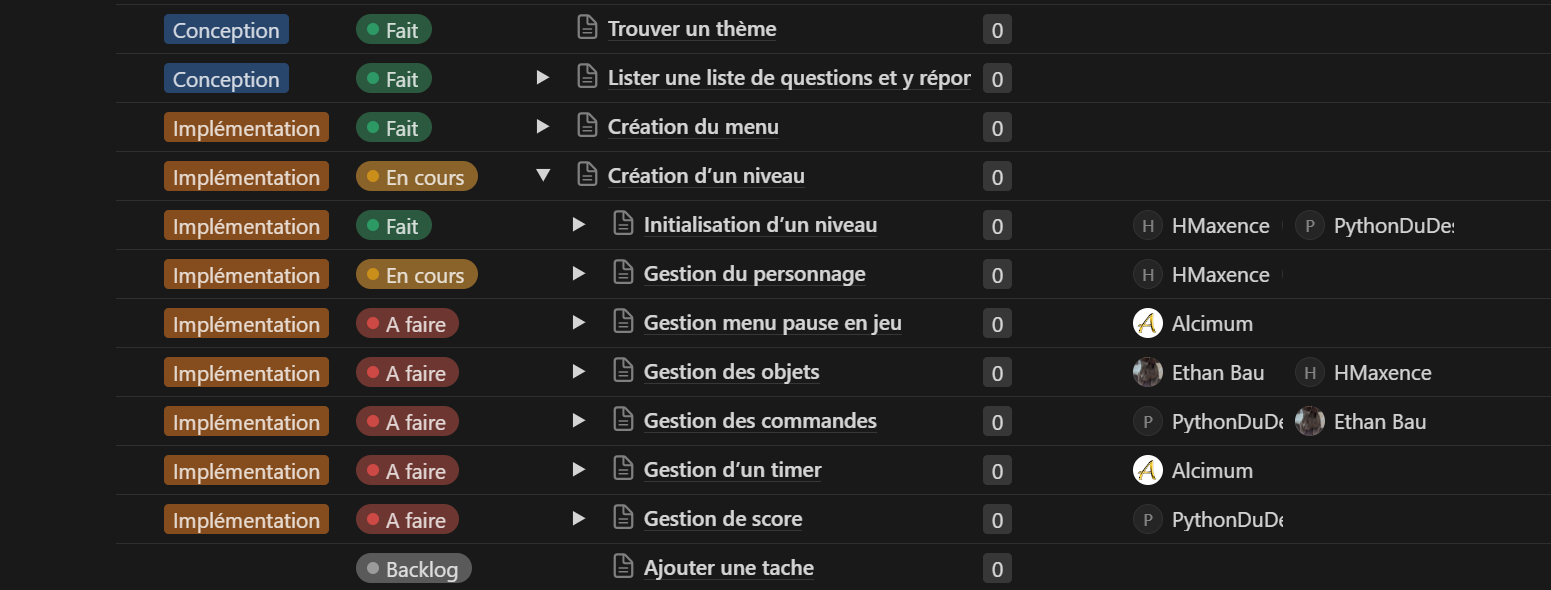 Conception Fait Trouver un thème 0
Conception Fait Lister une liste de questions et y répor 0
Implémentation Fait Création du menu 0
Implémentation En cours Création d’un niveau 0
Implémentation Fait Initialisation d’un niveau 0 H HMaxence P PythonDuDes
Implémentation En cours Gestion du personnage 0 H HMaxence
Implémentation A faire Gestion menu pause en jeu 0 A Alcimum
Implémentation A faire Gestion des objets 0 Ethan Bau H HMaxence
Implémentation A faire Gestion des commandes 0 P PythonDuDe Ethan Bau
Implémentation A faire Gestion d’un timer 0 A Alcimum
Implémentation A faire Gestion de score 0 P PythonDuDe
Backlog Ajouter une tache 0